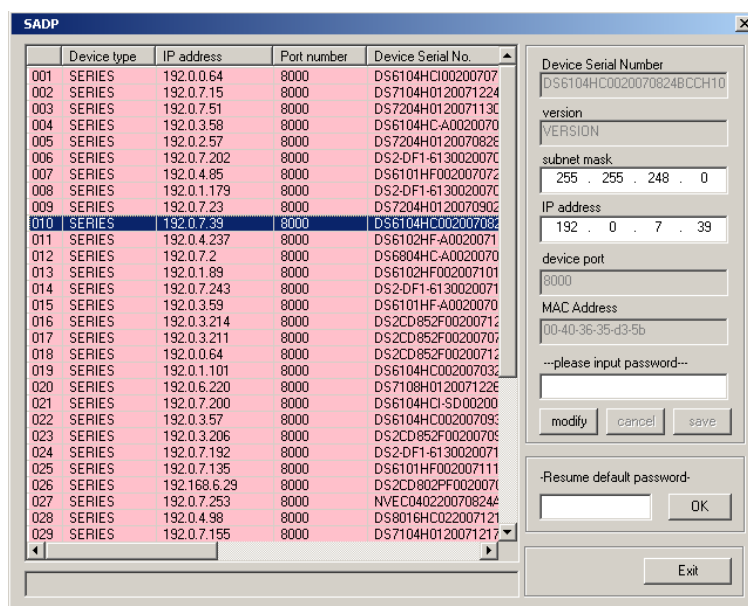 SADP
Device type IP address Port number Device Serial No.
001 SERIES 192.0.0.64 8000 DS6104HCI00200707
002 SERIES 192.0.7.15 8000 DS7104H0120071224
003 SERIES 192.0.7.51 8000 DS7204H012007113C
004 SERIES 192.0.3.58 8000 DS6104HC-A0020070
005 SERIES 192.0.2.57 8000 DS7204H0120070828
006 SERIES 192.0.7.202 8000 DS2-DF1-613002007C
007 SERIES 192.0.4.85 8000 DS6101HF002007072
008 SERIES 192.0.1.179 8000 DS2-DF1-613002007C
009 SERIES 192.0.7.23 8000 DS7204H0120070902
010 SERIES 192.0.7.39 8000 DS6104HC002007082
011 SERIES 192.0.4.237 8000 DS6102HF-A0020071
012 SERIES 192.0.7.2 8000 DS6804HC-A0020070
013 SERIES 192.0.1.89 8000 DS6102HF002007101
014 SERIES 192.0.7.243 8000 DS2-DF1-6130020071
015 SERIES 192.0.3.59 8000 DS6101HF-A0020070
016 SERIES 192.0.3.214 8000 DS2CD852F00200712
017 SERIES 192.0.3.211 8000 DS2CD852F00200707
018 SERIES 192.0.0.64 8000 DS2CD852F00200712
019 SERIES 192.0.1.101 8000 DS6104HC002007032
020 SERIES 192.0.6.220 8000 DS7108H0120071226
021 SERIES 192.0.7.200 8000 DS6104HCI-SD00200
022 SERIES 192.0.3.57 8000 DS6104HC002007093
023 SERIES 192.0.3.206 8000 DS2CD852F00200709
024 SERIES 192.0.7.192 8000 DS2-DF1-6130020071
025 SERIES 192.0.7.135 8000 DS6101HF002007111
026 SERIES 192.168.6.29 8000 DS2CD802PF0020070
027 SERIES 192.0.7.253 8000 NVEC040220070824A
028 SERIES 192.0.4.98 8000 DS8016HC022007121
029 SERIES 192.0.7.155 8000 DS7104H0120071217
Device Serial Number
DS6104HC0020070824BCCH10
version
VERSION
subnet mask
255 . 255 . 248 . 0
IP address
192 . 0 . 7 . 39
device port
8000
MAC Address
00-40-36-35-d3-5b
---please input password---
modify cancel save
-Resume default password-
OK
Exit